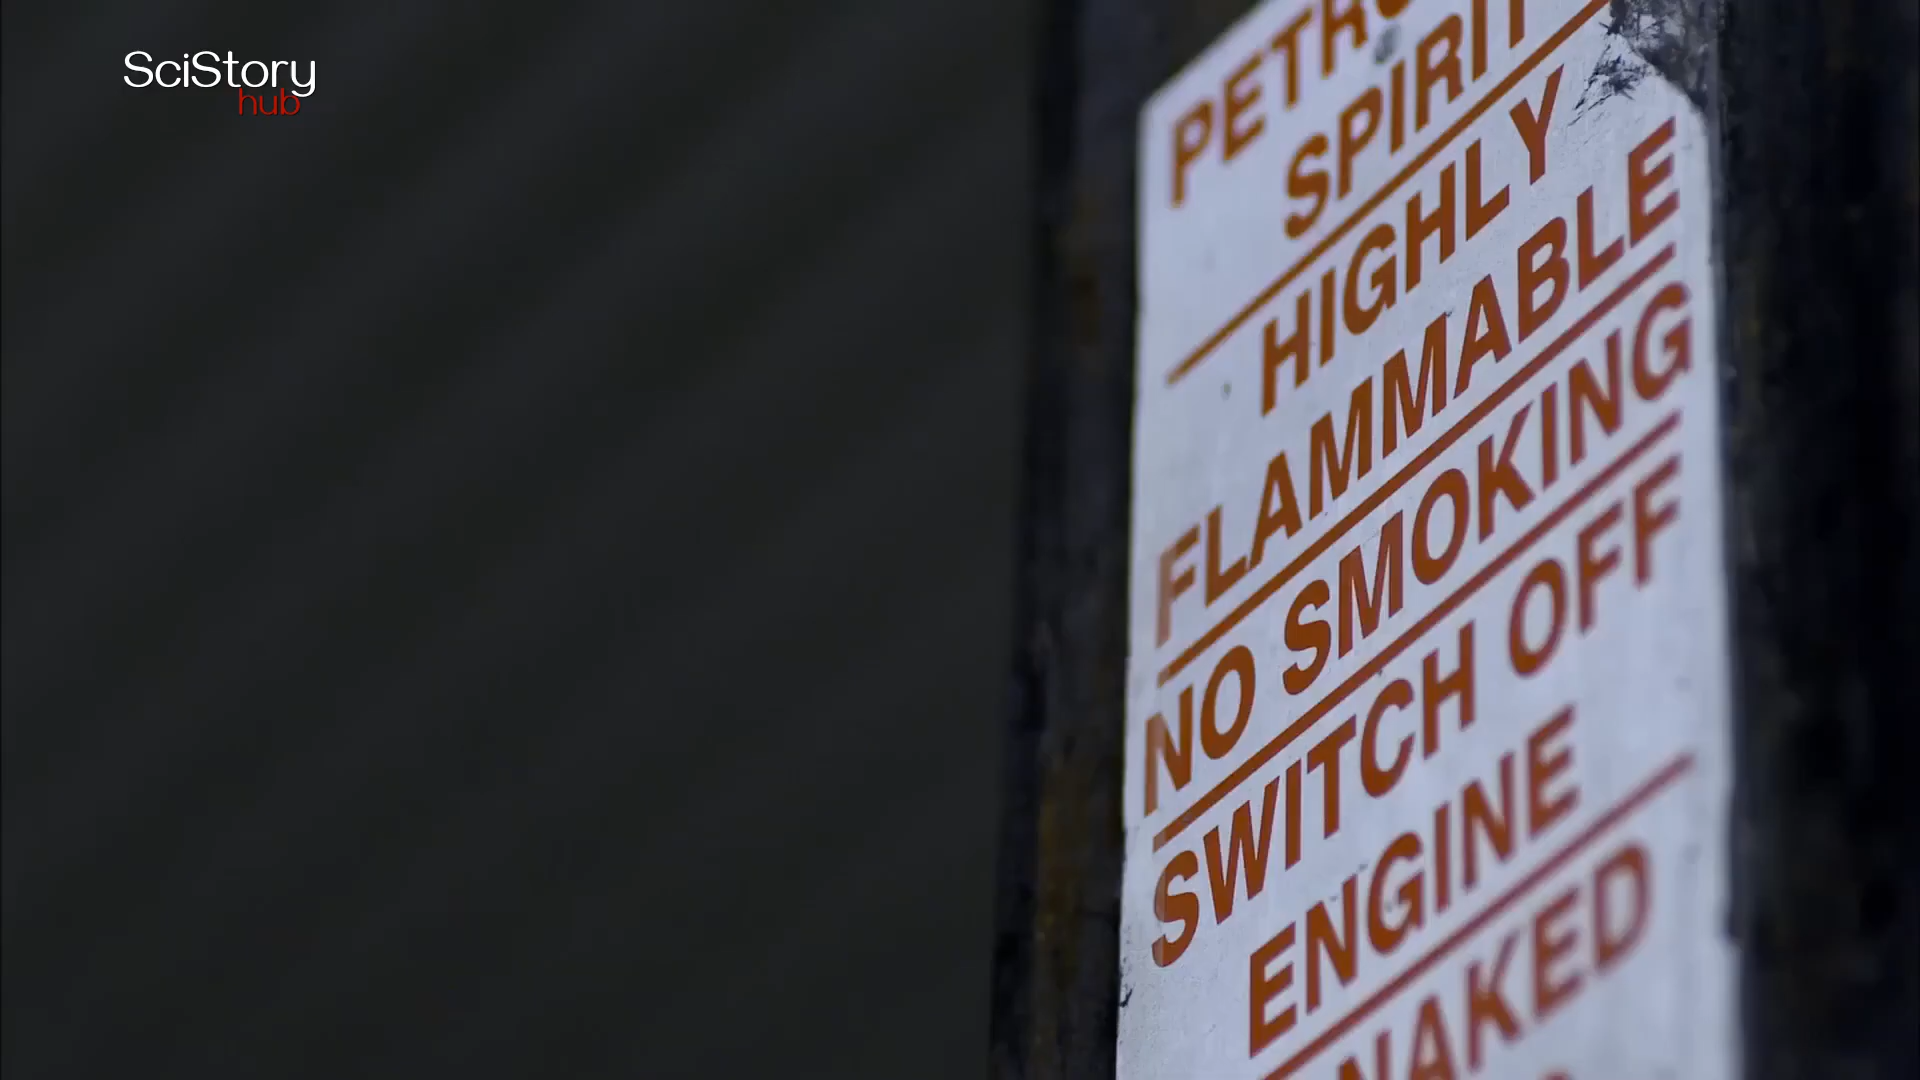 SciStory
hub
SPIRIT
HIGHLY
FLAMMABLE
NO SMOKING
SWITCH OFF
ENGINE
NAKED